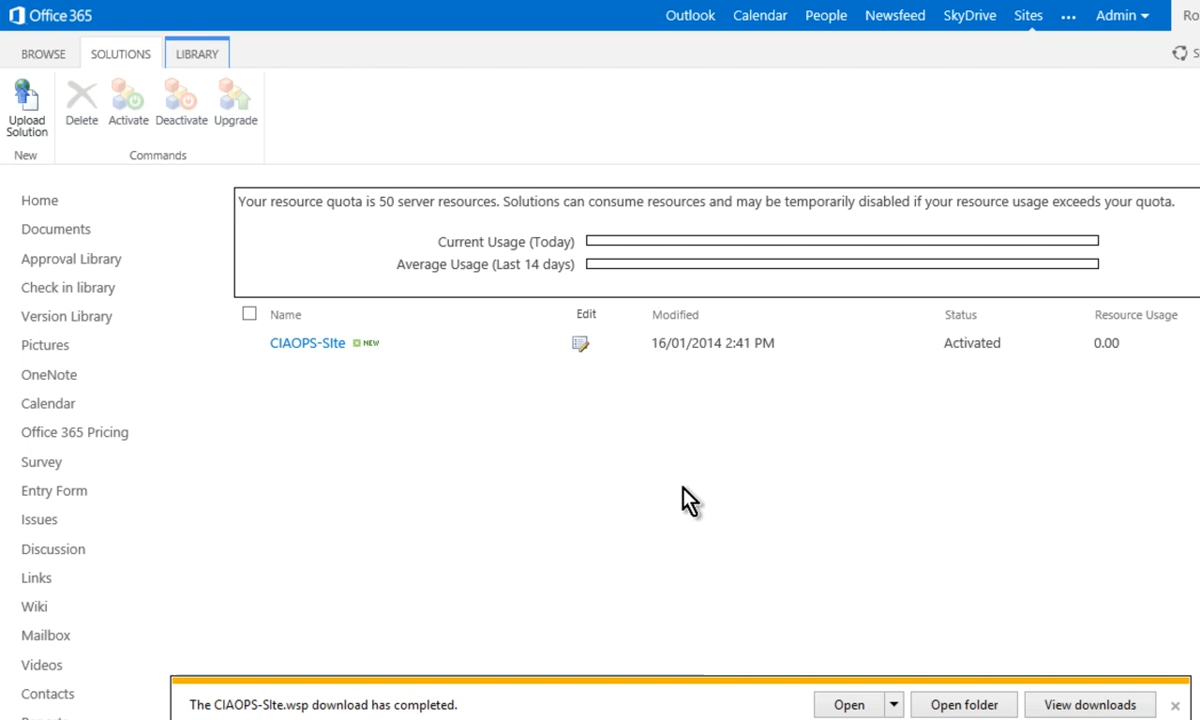 Office 365
Outlook Calendar People Newsfeed SkyDrive Sites ... Admin Ro
BROWSE SOLUTIONS LIBRARY S
Upload Solution Delete Activate Deactivate Upgrade
New Commands
Your resource quota is 50 server resources. Solutions can consume resources and may be temporarily disabled if your resource usage exceeds your quota.
Current Usage (Today)
Average Usage (Last 14 days)
Name Edit Modified Status Resource Usage
CIAOPS-SIte NEW 16/01/2014 2:41 PM Activated 0.00
Home
Documents
Approval Library
Check in library
Version Library
Pictures
OneNote
Calendar
Office 365 Pricing
Survey
Entry Form
Issues
Discussion
Links
Wiki
Mailbox
Videos
Contacts
The CIAOPS-SIte.wsp download has completed. Open Open folder View downloads ×